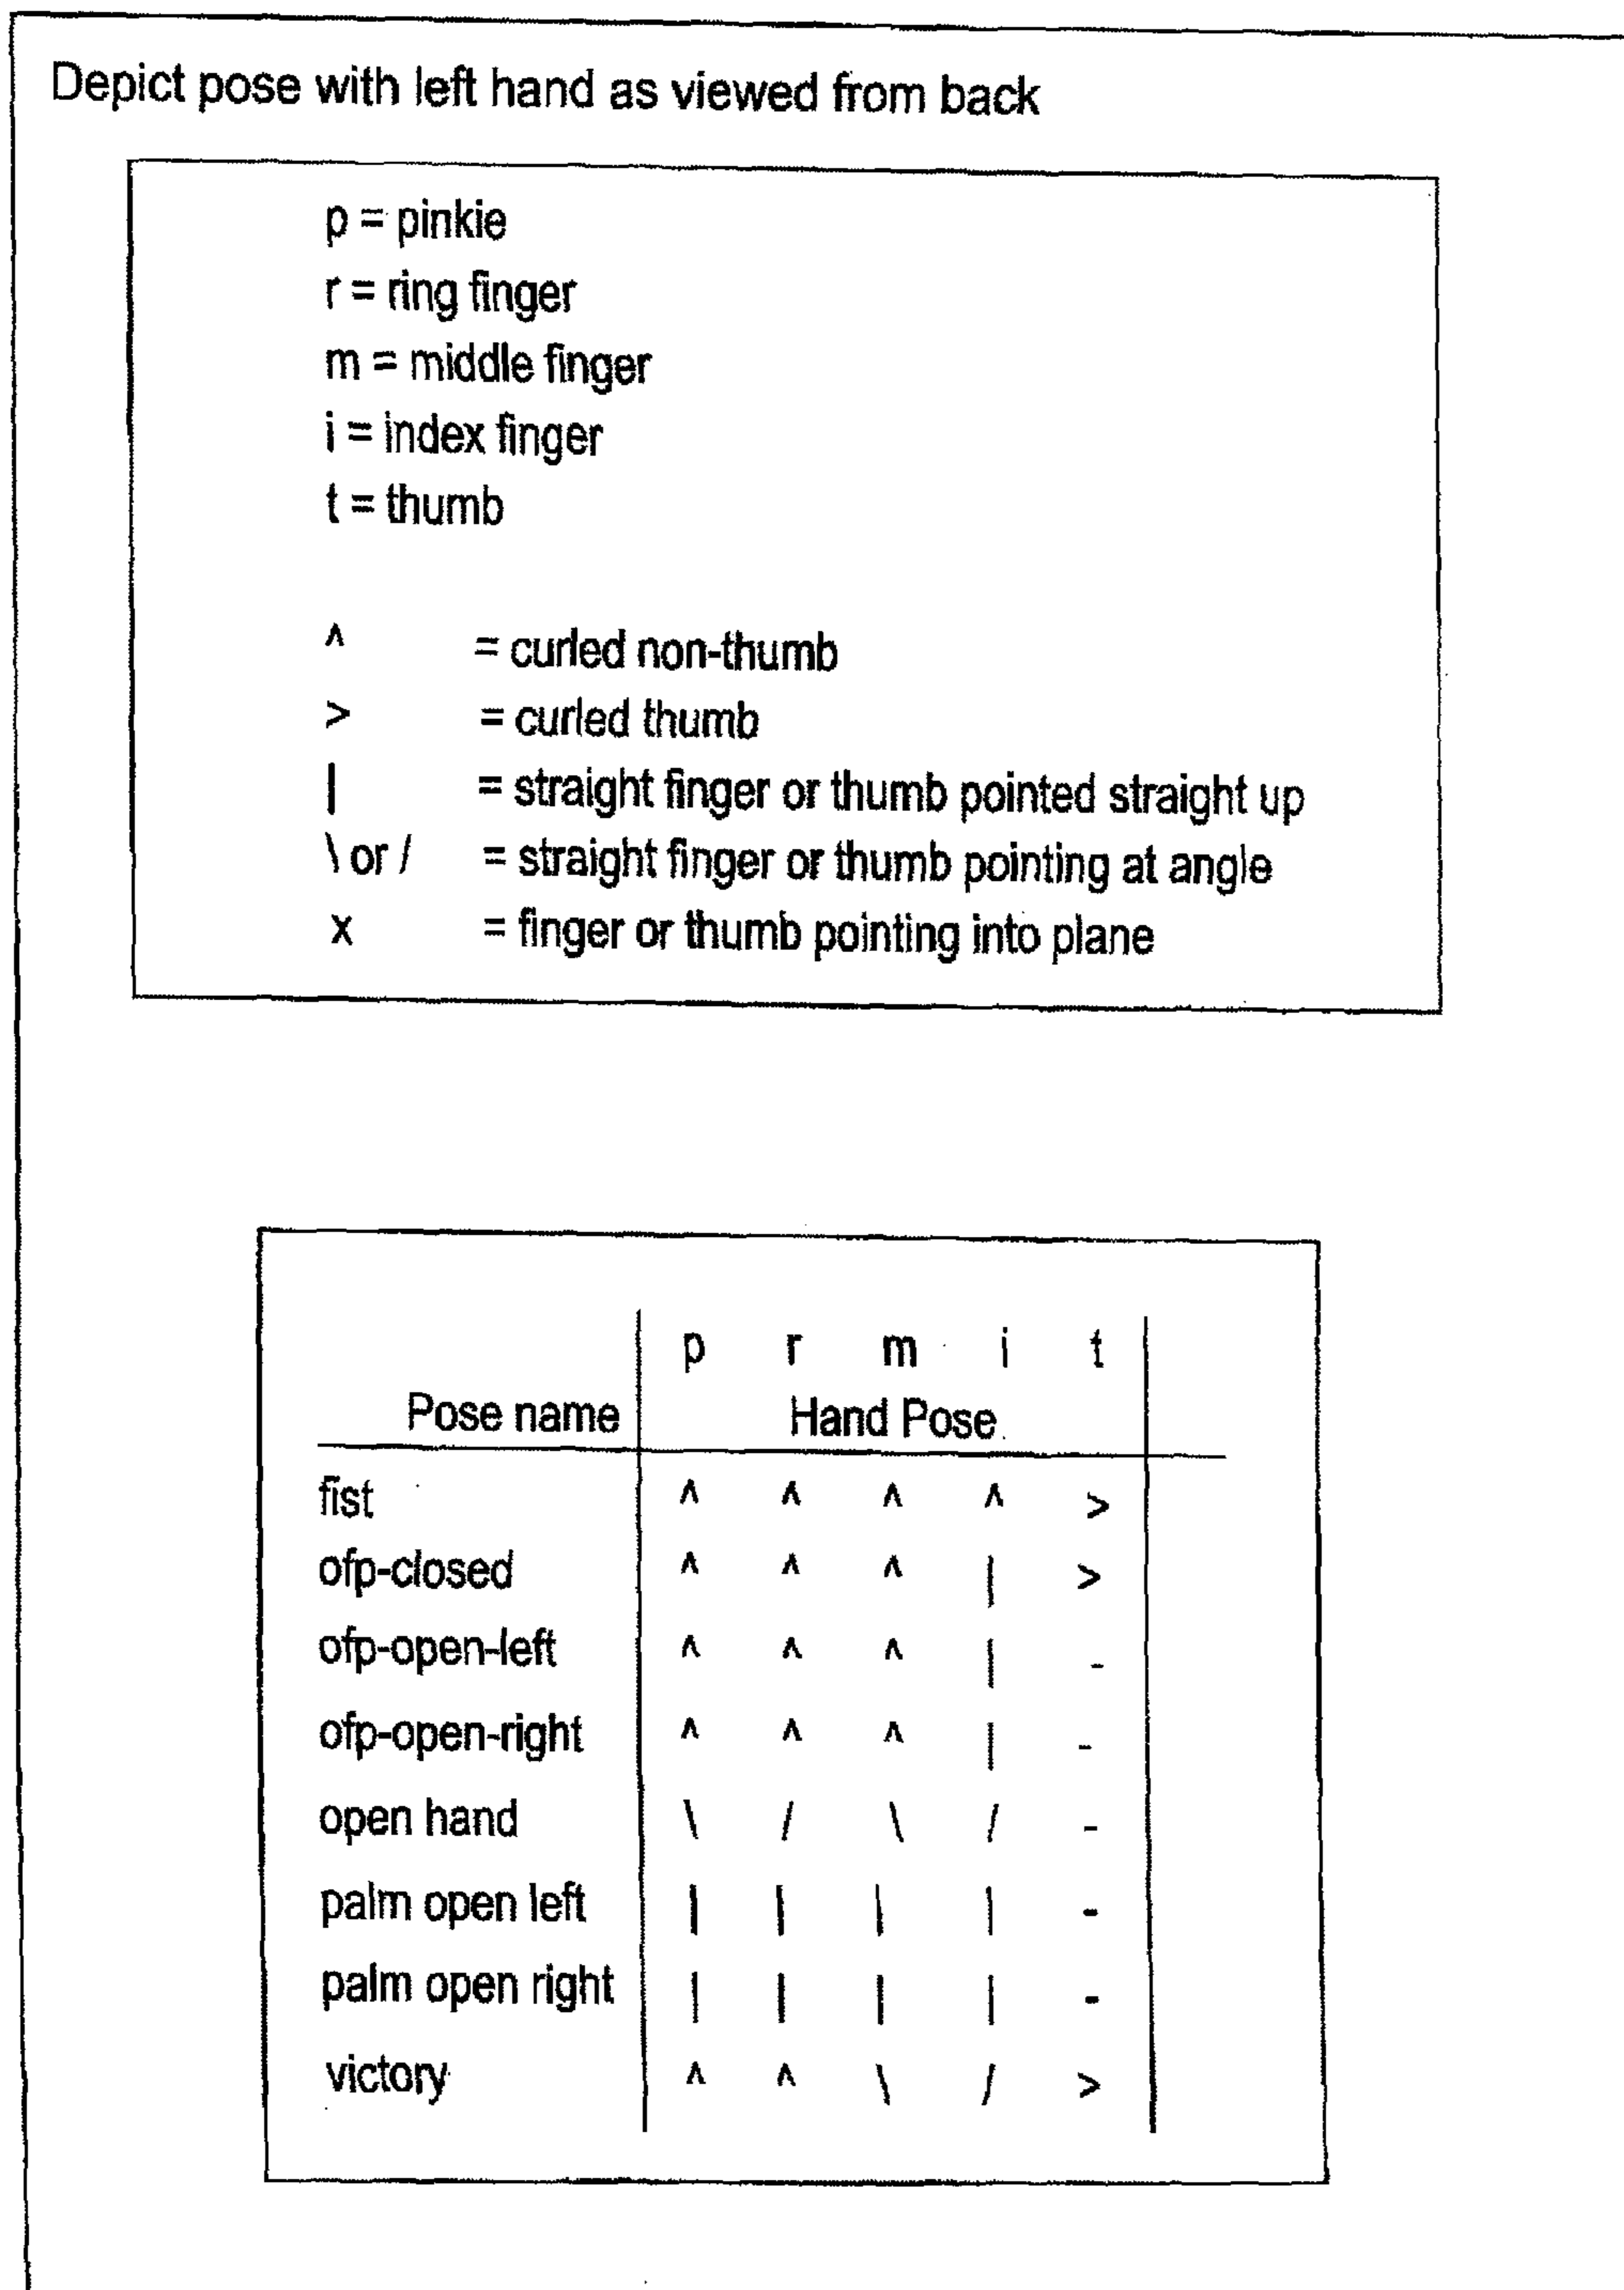 Depict pose with left hand as viewed from back
p = pinkie
r = ring finger
m = middle finger
i = index finger
t = thumb
^ = curled non-thumb
> = curled thumb
| = straight finger or thumb pointed straight up
\ or / = straight finger or thumb pointing at angle
x = finger or thumb pointing into plane
p r m i t
Pose name Hand Pose
fist ^ ^ ^ ^ >
ofp-closed ^ ^ ^ | >
ofp-open-left ^ ^ ^ | -
ofp-open-right ^ ^ ^ | -
open hand \ / \ / -
palm open left | | | | -
palm open right | | | | -
victory ^ ^ \ / >